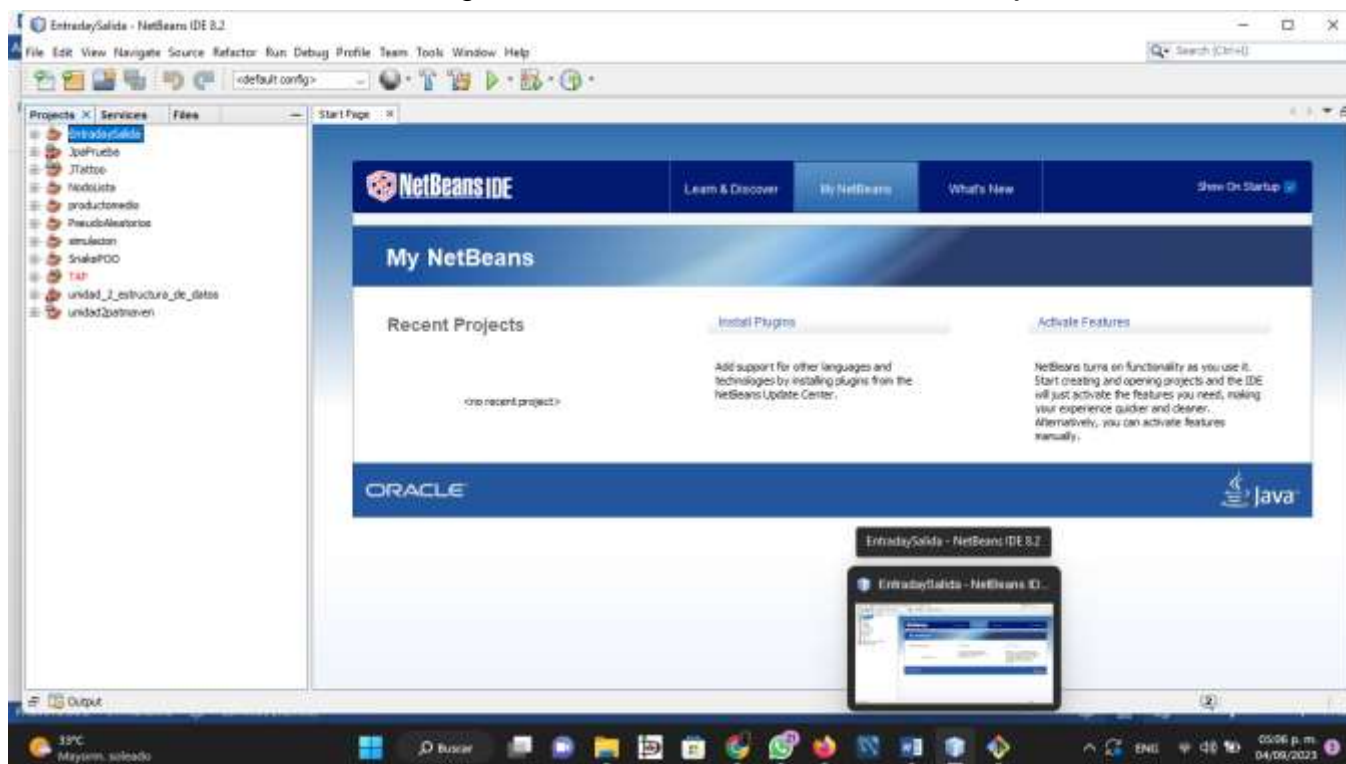 EntradaySalida - NetBeans IDE 8.2
File Edit View Navigate Source Refactor Run Debug Profile Team Tools Window Help
Search (Ctrl+I)
<default config>
Projects × Services Files
Start Page ×
EntradaySalida
JpaPruebe
JTattoo
NodoLista
productomedio
PseudoAleatorios
simulacion
SnakePOO
TAP
unidad_2_estructura_de_datos
unidad2patmaven
NetBeans IDE
Learn & Discover
My NetBeans
What's New
Show On Startup
My NetBeans
Recent Projects
<no recent project>
Install Plugins
Add support for other languages and
technologies by installing plugins from the
NetBeans Update Center.
Activate Features
NetBeans turns on functionality as you use it.
Start creating and opening projects and the IDE
will just activate the features you need, making
your experience quicker and cleaner.
Alternatively, you can activate features
manually.
ORACLE
Java
EntradaySalida - NetBeans IDE 8.2
EntradaySalida - NetBeans ID...
Output
33°C
Mayorm. soleado
Buscar
ENG
05:06 p. m.
04/09/2023